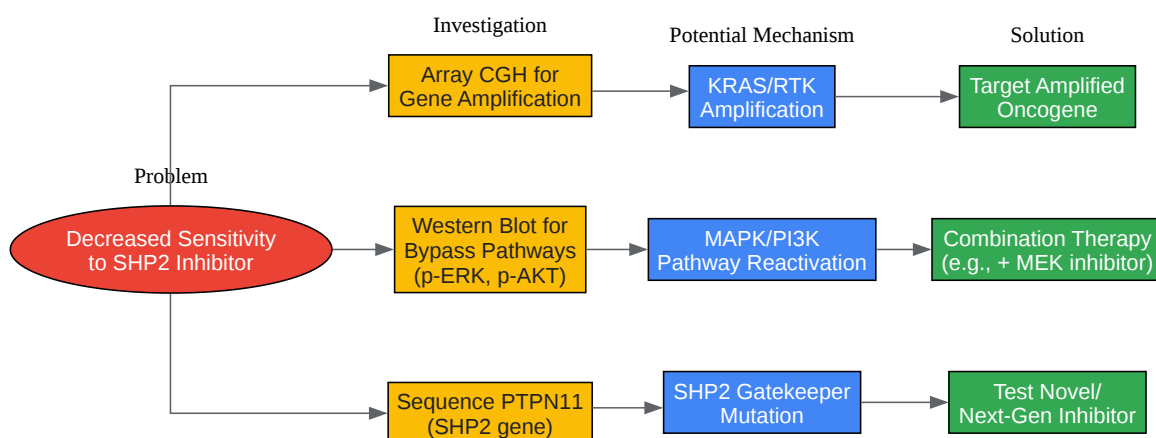 Investigation
Potential Mechanism
Solution
Array CGH for
Gene Amplification
KRAS/RTK
Amplification
Target Amplified
Oncogene
Problem
Decreased Sensitivity
to SHP2 Inhibitor
Western Blot for
Bypass Pathways
(p-ERK, p-AKT)
MAPK/PI3K
Pathway Reactivation
Combination Therapy
(e.g., + MEK inhibitor)
Sequence PTPN11
(SHP2 gene)
SHP2 Gatekeeper
Mutation
Test Novel/
Next-Gen Inhibitor